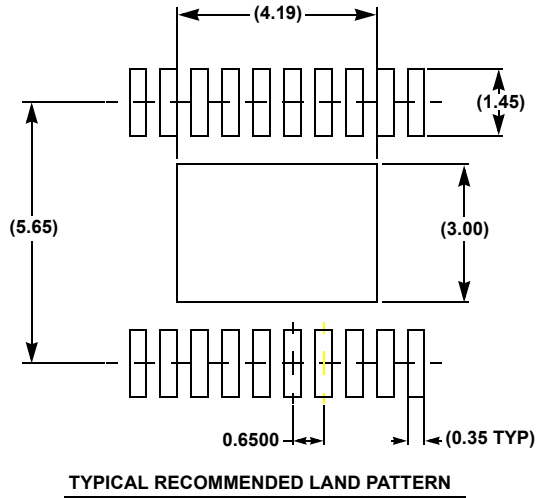 (4.19)
(1.45)
(5.65)
(3.00)
0.6500
(0.35 TYP)
TYPICAL RECOMMENDED LAND PATTERN